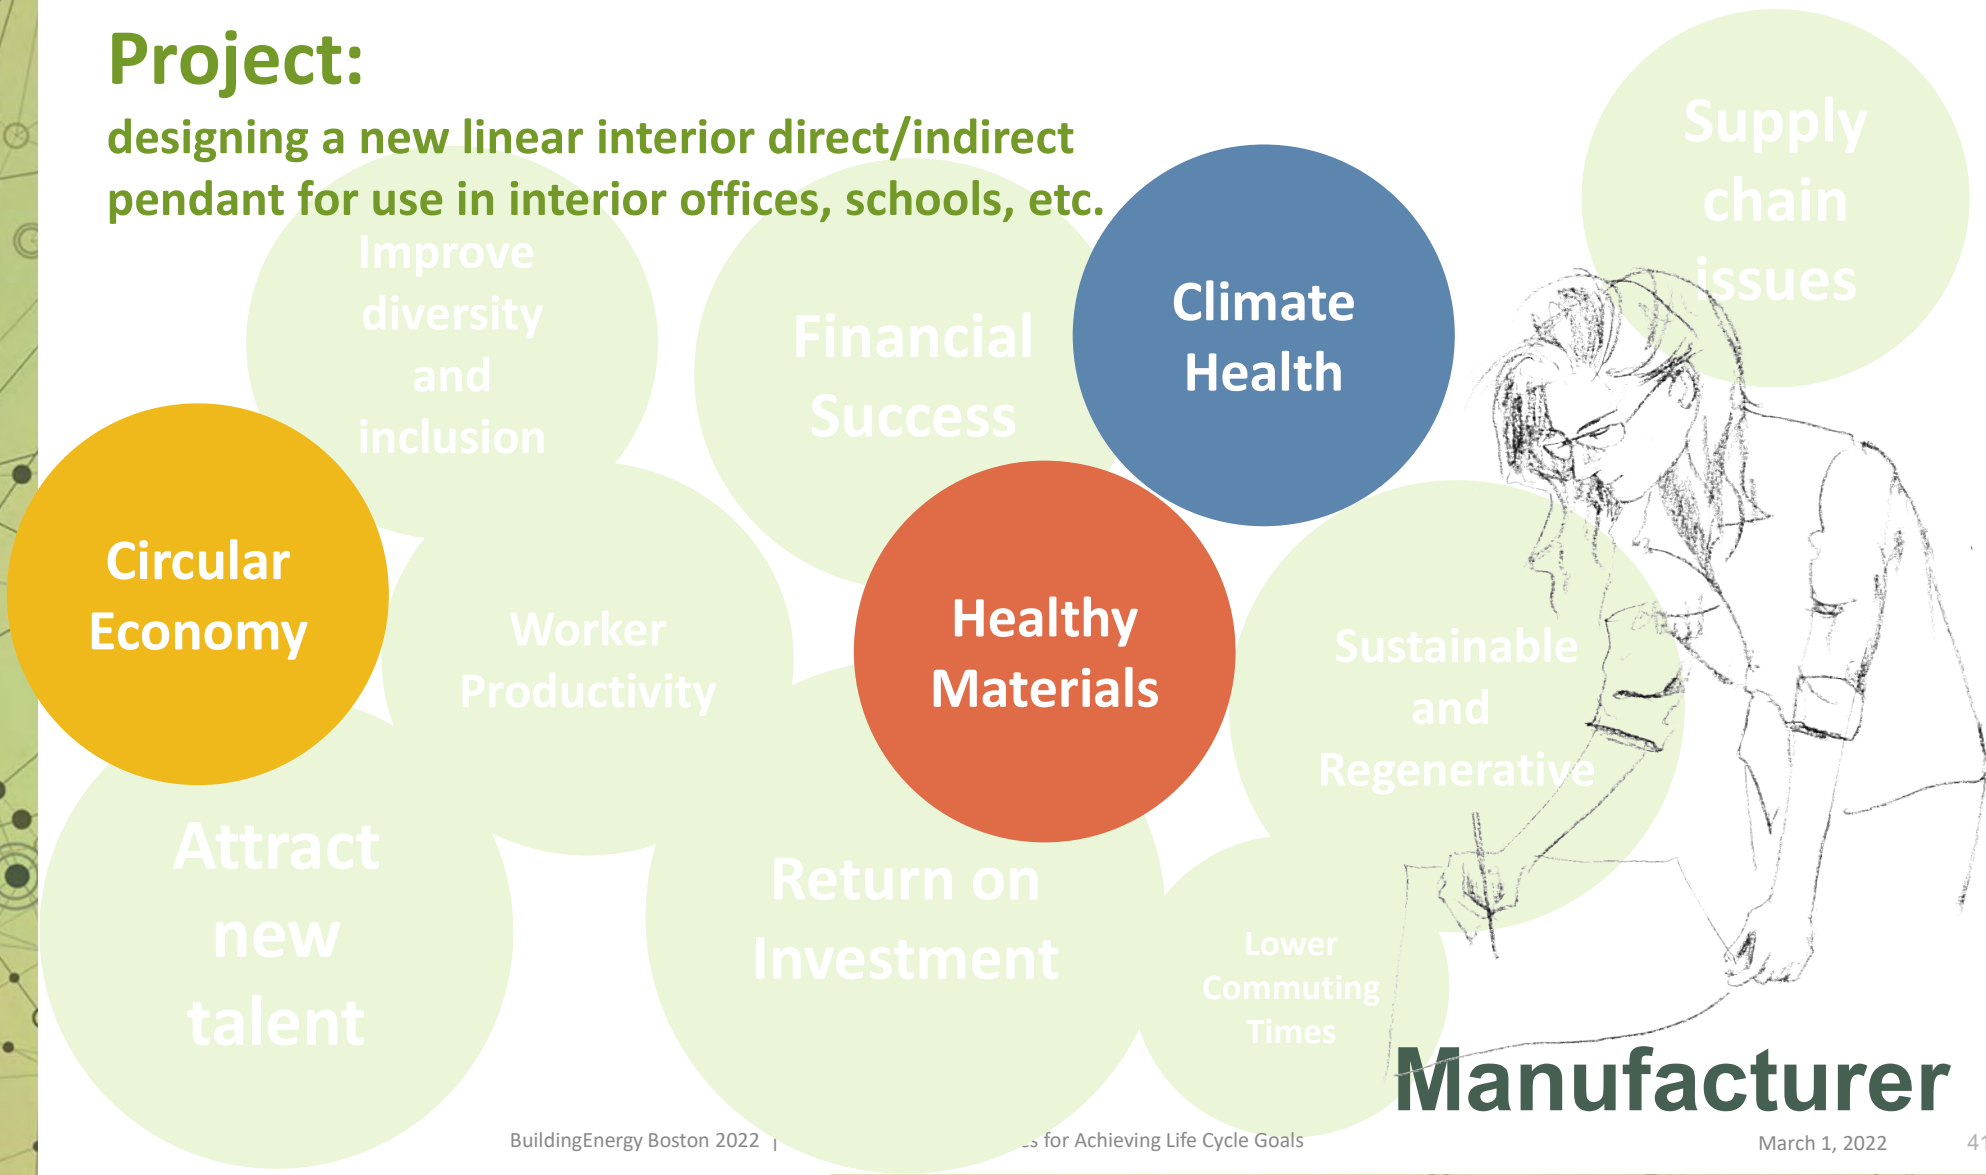 Project:
designing a new linear interior direct/indirect
pendant for use in interior offices, schools, etc.
Supply
chain
issues
Improve
diversity
and
inclusion
Financial
Success
Climate
Health
Circular
Economy
Worker
Productivity
Healthy
Materials
Sustainable
and
Regenerative
Attract
new
talent
Return on
Investment
Lower
Commuting
Times
Manufacturer
BuildingEnergy Boston 2022 | for Achieving Life Cycle Goals
March 1, 2022
41